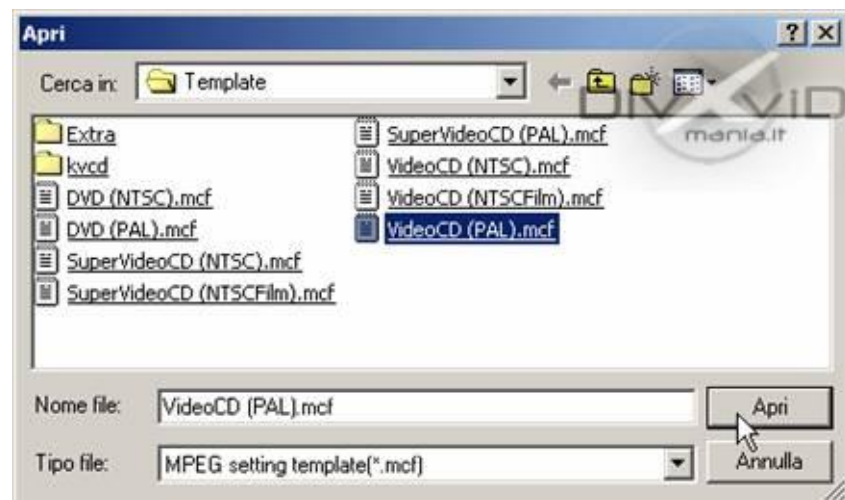 Apri
Cerca in: Template
DivXviD
mania.it
Extra
kvcd
DVD (NTSC).mcf
DVD (PAL).mcf
SuperVideoCD (NTSC).mcf
SuperVideoCD (NTSCFilm).mcf
SuperVideoCD (PAL).mcf
VideoCD (NTSC).mcf
VideoCD (NTSCFilm).mcf
VideoCD (PAL).mcf
Nome file: VideoCD (PAL).mcf Apri
Tipo file: MPEG setting template(*.mcf) Annulla